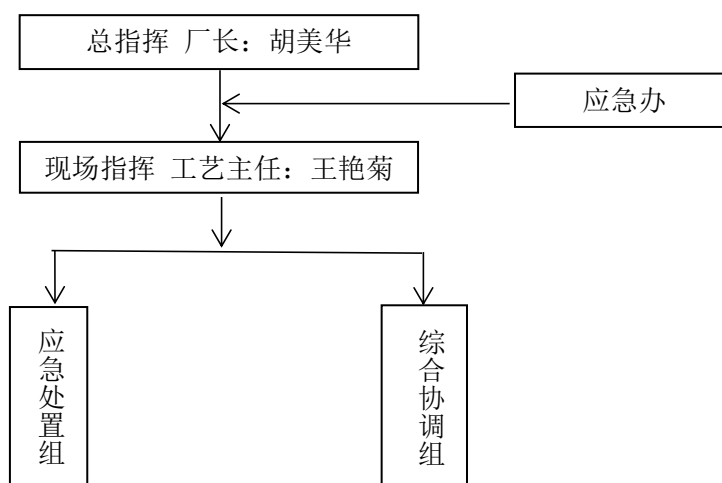 总指挥 厂长：胡美华
应急办
现场指挥 工艺主任：王艳菊
应急处置组
综合协调组